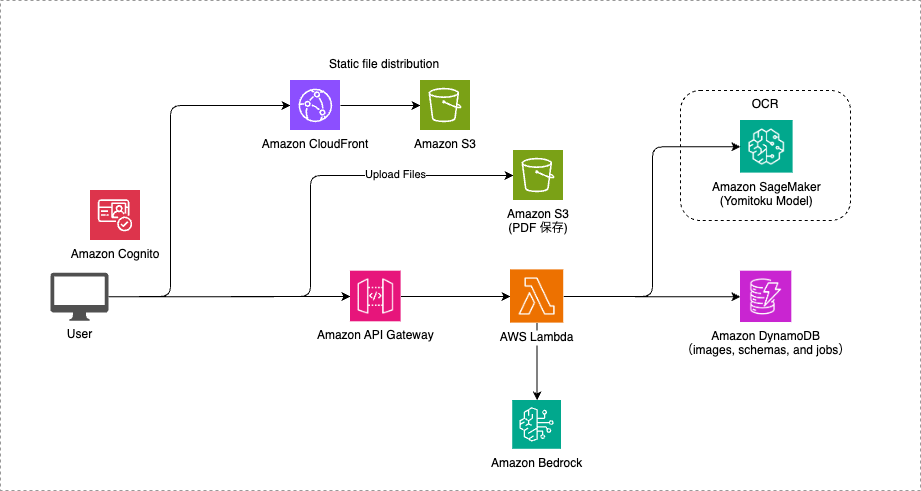 Static file distribution
OCR
Amazon CloudFront
Amazon S3
Upload Files
Amazon SageMaker
(Yomitoku Model)
Amazon S3
(PDF 保存)
Amazon Cognito
User
Amazon API Gateway
AWS Lambda
Amazon DynamoDB
（images, schemas, and jobs）
Amazon Bedrock